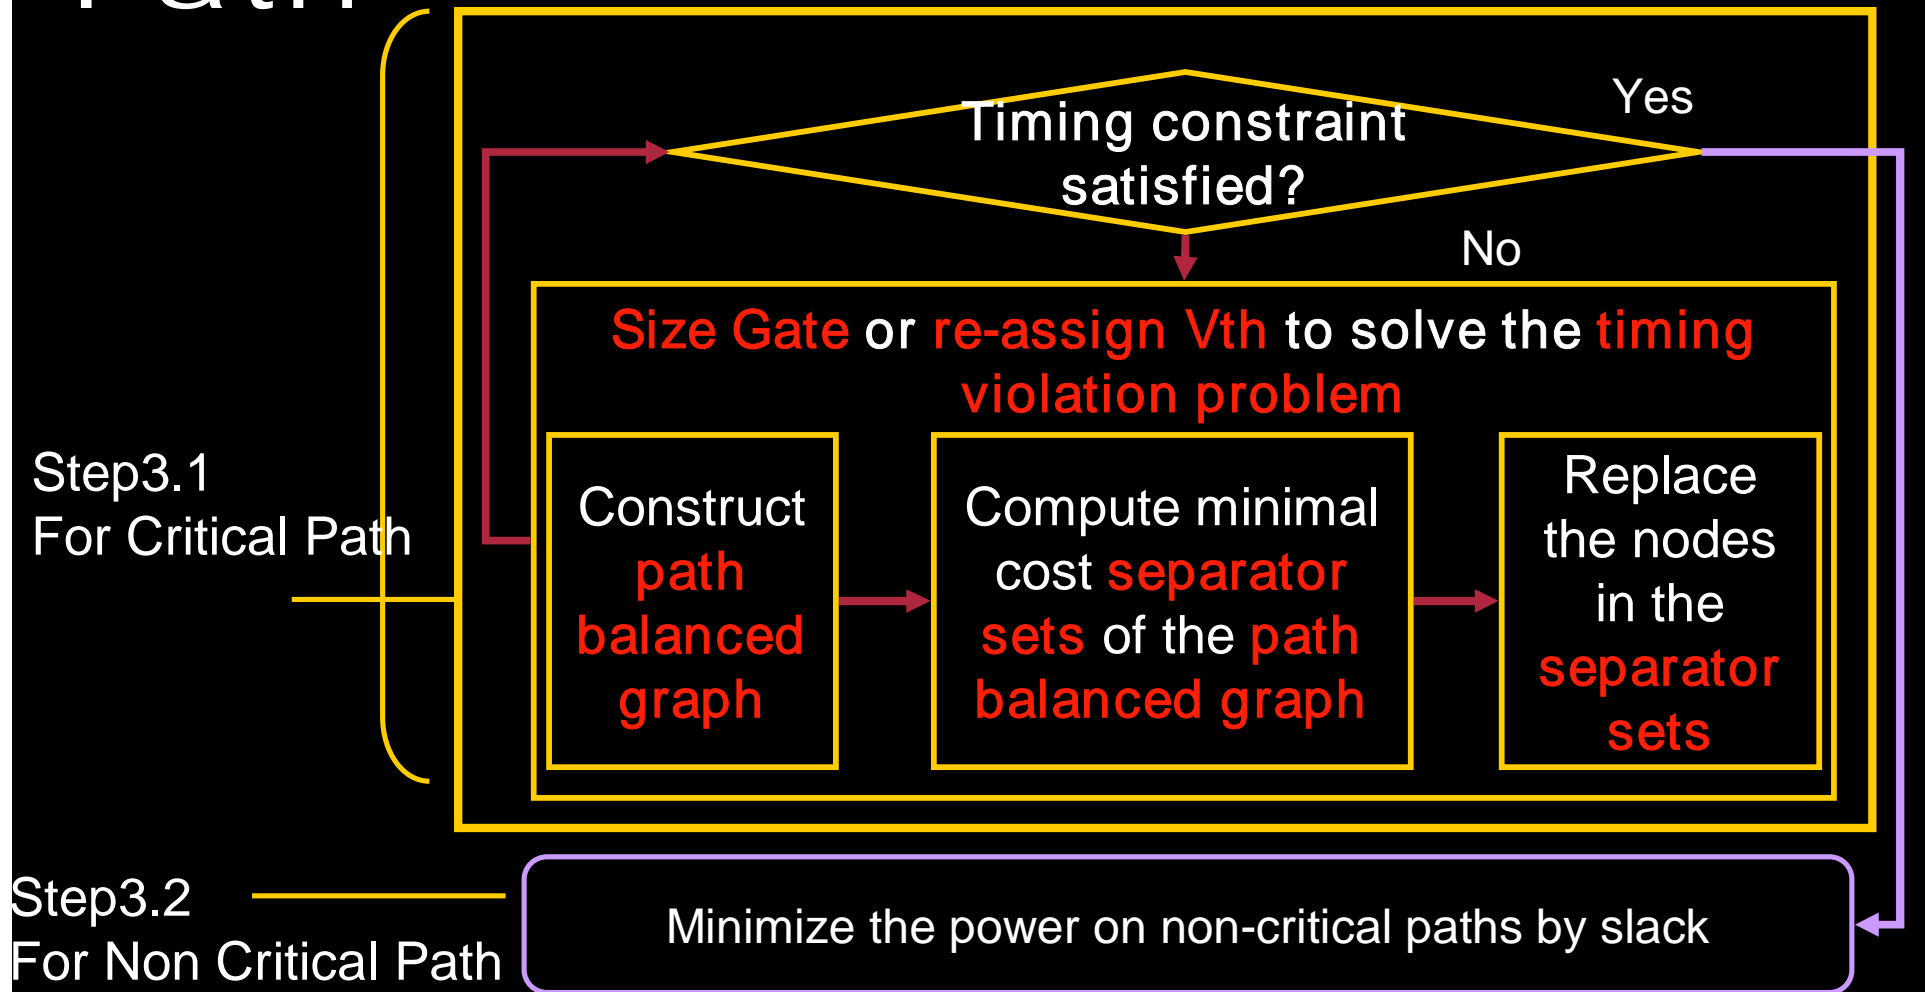 Path
Timing constraint
satisfied?
Yes
No
Size Gate or re-assign Vth to solve the timing
violation problem
Step3.1
For Critical Path
Construct
path
balanced
graph
Compute minimal
cost separator
sets of the path
balanced graph
Replace
the nodes
in the
separator
sets
Step3.2
For Non Critical Path
Minimize the power on non-critical paths by slack